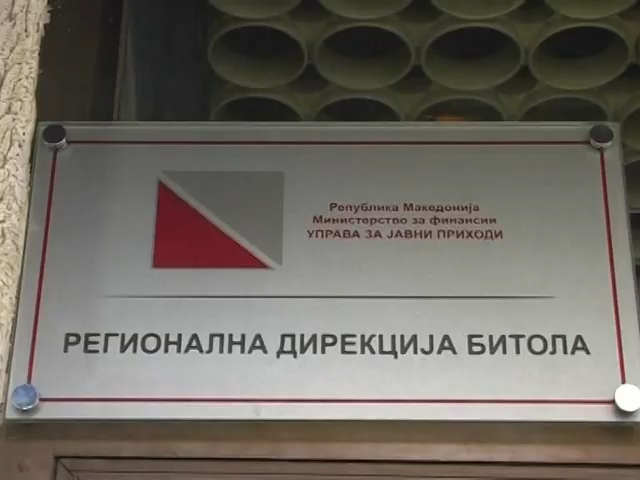 Република Македонија
Министерство за финансии
УПРАВА ЗА ЈАВНИ ПРИХОДИ
РЕГИОНАЛНА ДИРЕКЦИЈА БИТОЛА